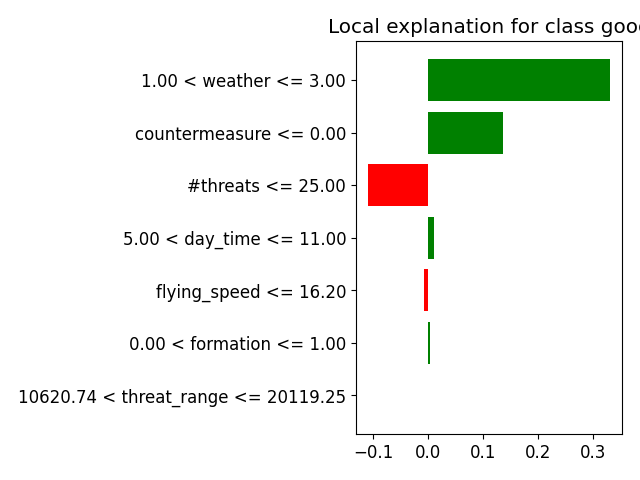 Local explanation for class good
1.00 < weather <= 3.00
countermeasure <= 0.00
#threats <= 25.00
5.00 < day_time <= 11.00
flying_speed <= 16.20
0.00 < formation <= 1.00
10620.74 < threat_range <= 20119.25
−0.1 0.0 0.1 0.2 0.3